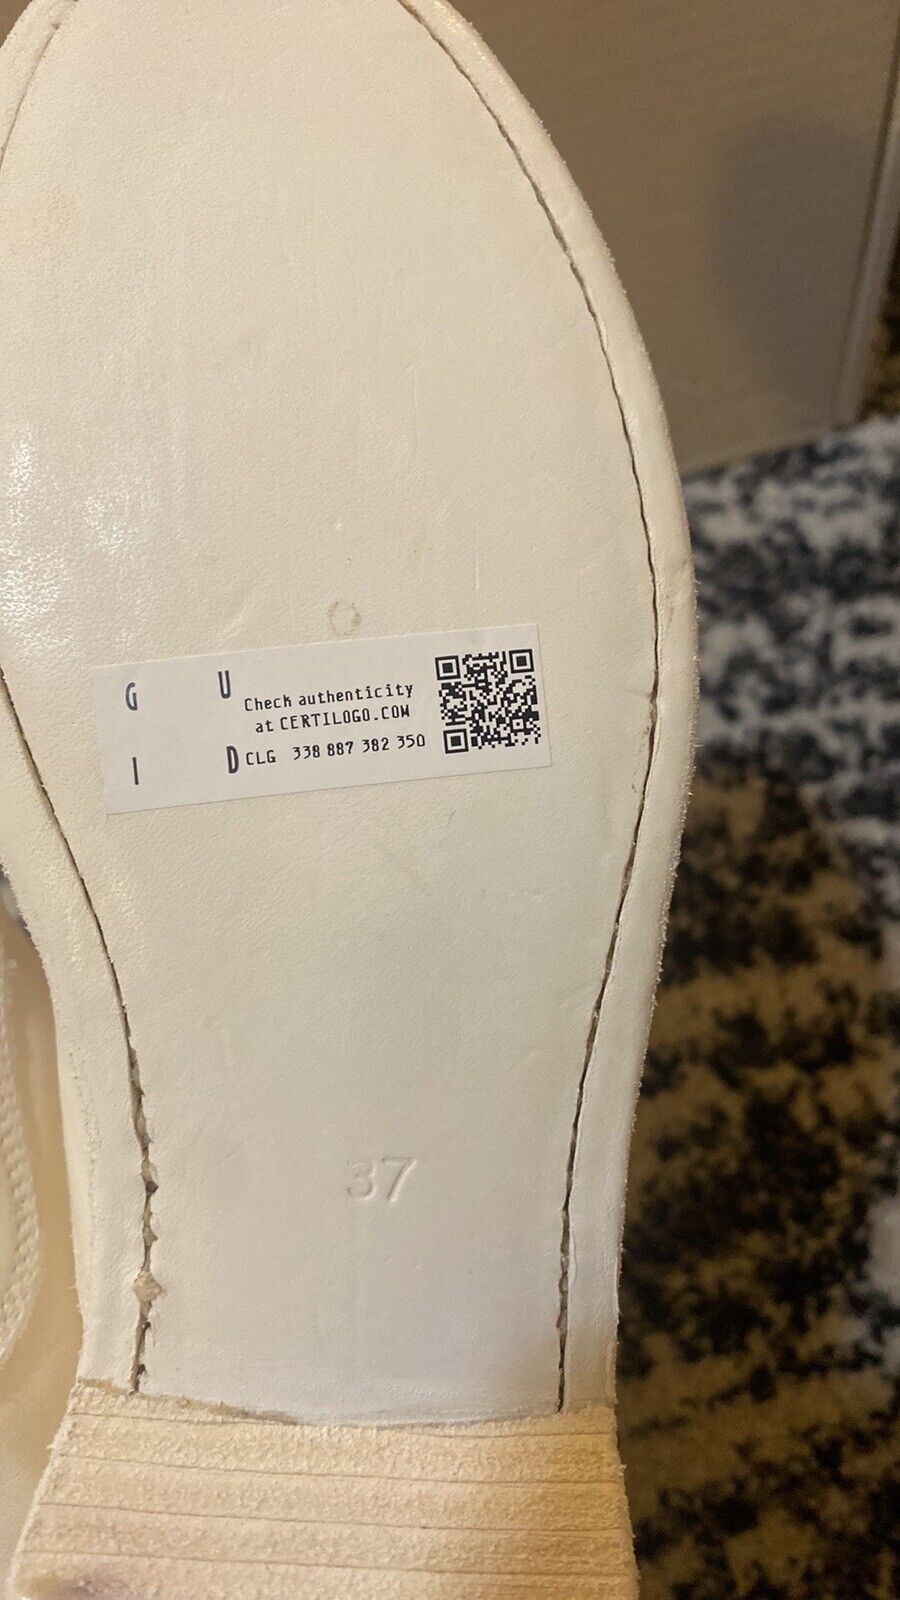 G U
I D
Check authenticity
at CERTILOGO.COM
CLG 338 887 382 350
37